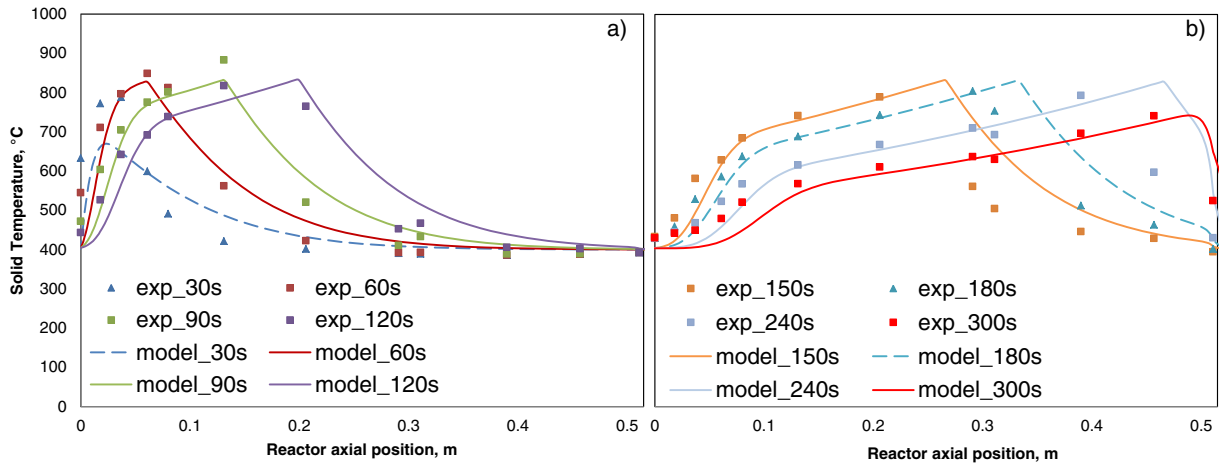 1000
900
800
700
600
500
400
300
200
100
0
Solid Temperature, °C
a)
exp_30s exp_60s
exp_90s exp_120s
model_30s model_60s
model_90s model_120s
0 0.1 0.2 0.3 0.4 0.5
Reactor axial position, m
b)
exp_150s exp_180s
exp_240s exp_300s
model_150s model_180s
model_240s model_300s
0 0.1 0.2 0.3 0.4 0.5
Reactor axial position, m